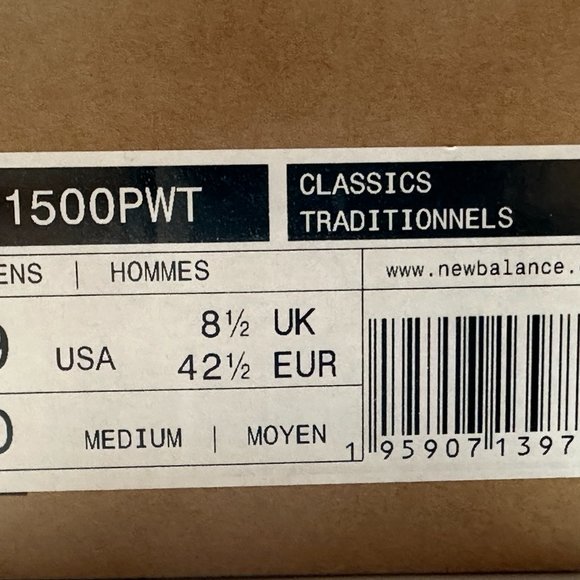 1500PWT
CLASSICS
TRADITIONNELS
ENS | HOMMES
www.newbalance.
9 USA 8½ UK
42½ EUR
MEDIUM | MOYEN
1 95907 1397